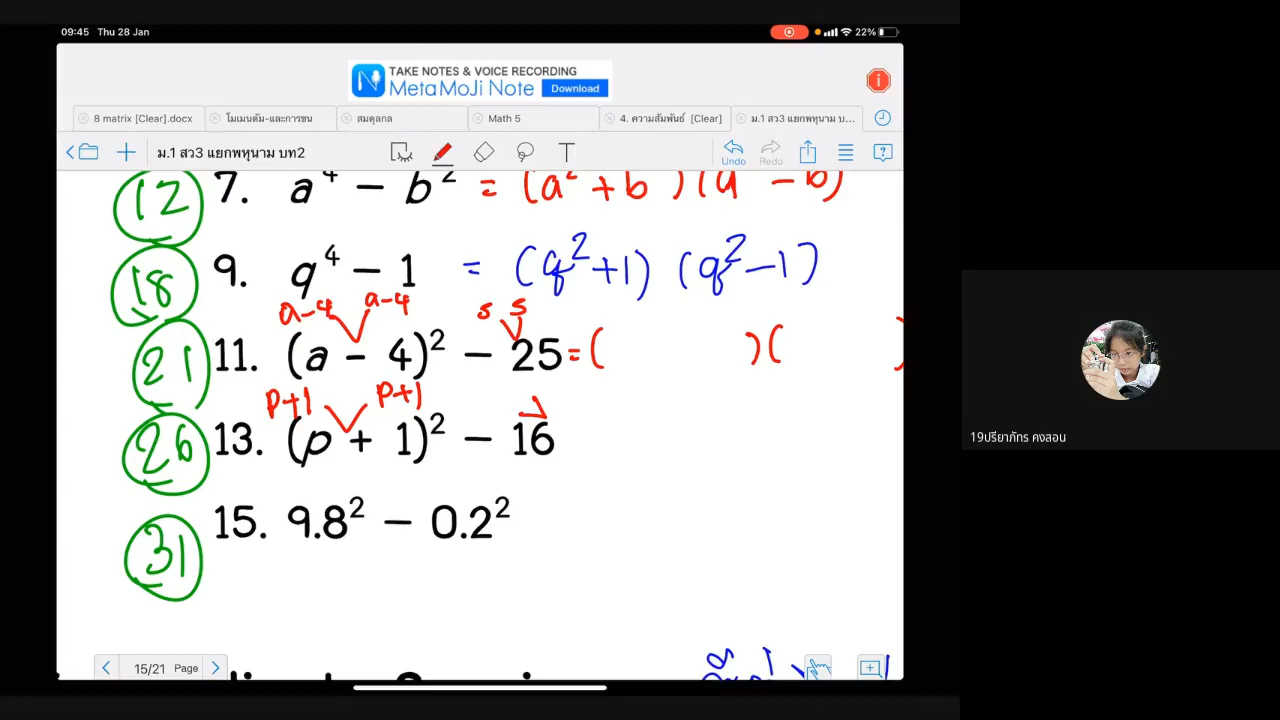 09:45 Thu 28 Jan 22%
TAKE NOTES & VOICE RECORDING
MetaMoJi Note Download
8 matrix [Clear].docx โมเมนตัม-และการชน สมดุลกล Math 5 4. ความสัมพันธ์ [Clear] ม.1 สว3 แยกพหุนาม บ...
ม.1 สว3 แยกพหุนาม บท2 Undo Redo
12 7. a⁴ − b² = (a² + b)(a − b)
18 9. q⁴ − 1 = (q²+1) (q²−1)
a−4 a−4 5 5
21 11. (a − 4)² − 25 = ( )( )
p+1 p+1
26 13. (p + 1)² − 16
31 15. 9.8² − 0.2²
19ปรียาภัทร คงสอน
15/21 Page